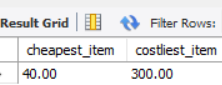 Result Grid Filter Rows:
cheapest_item costliest_item
40.00 300.00